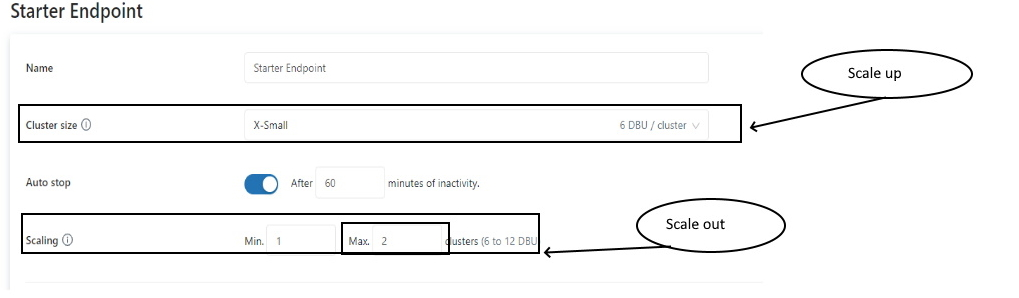 Starter Endpoint
Name Starter Endpoint
Scale up
Cluster size X-Small 6 DBU / cluster
Auto stop After 60 minutes of inactivity.
Scale out
Scaling Min. 1 Max. 2 clusters (6 to 12 DBU